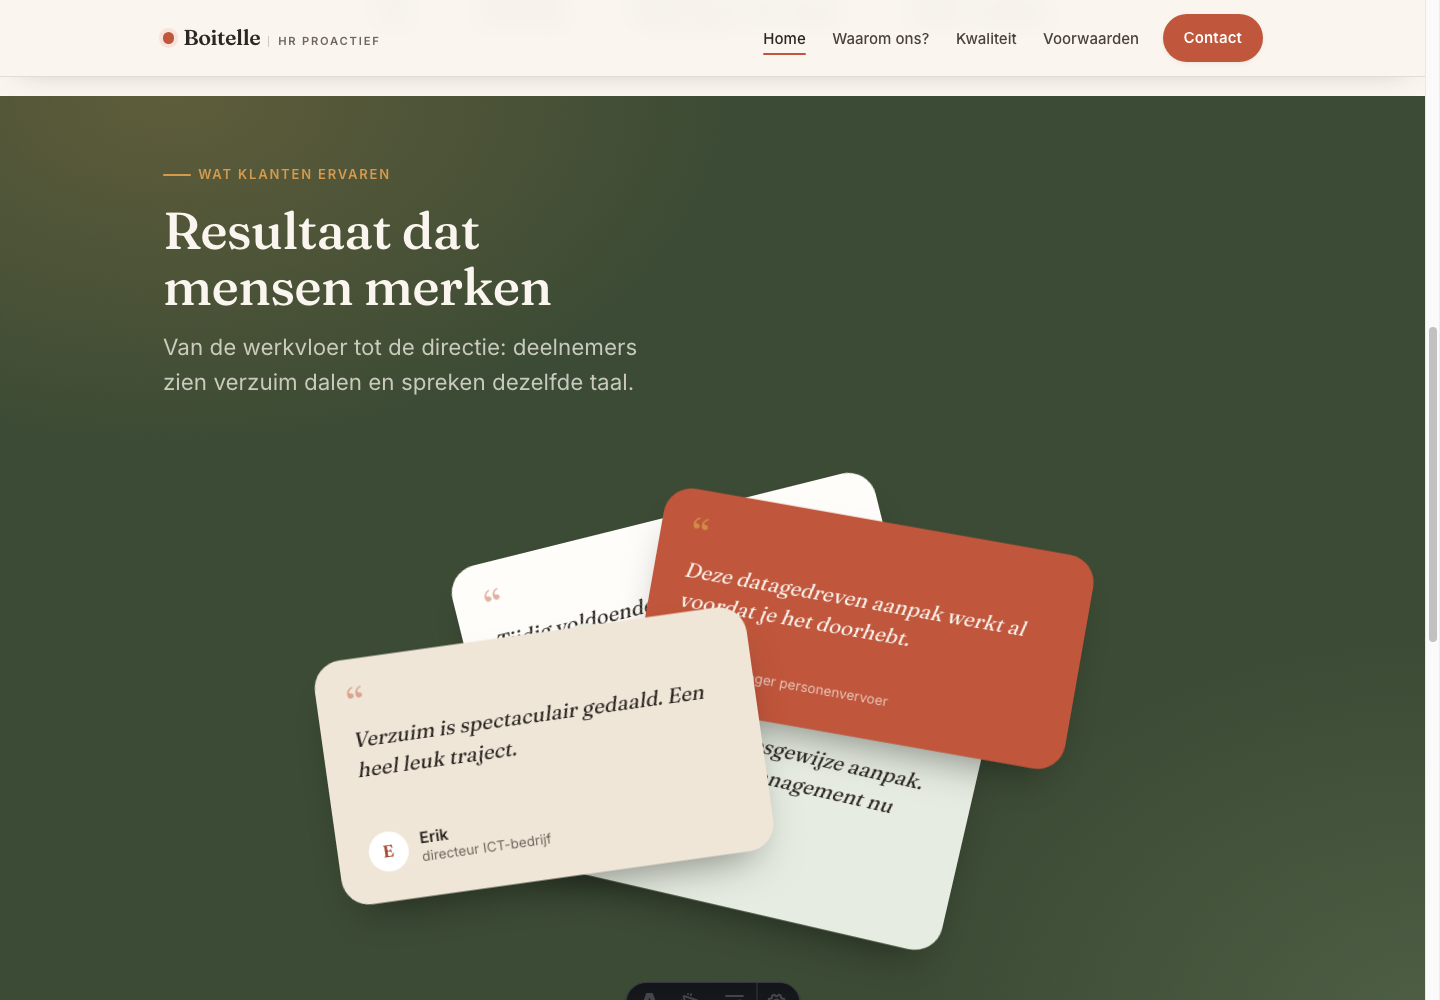 Boitelle
HR PROACTIEF
Home
Waarom ons?
Kwaliteit
Voorwaarden
Contact
WAT KLANTEN ERVAREN
Resultaat dat
mensen merken
Van de werkvloer tot de directie: deelnemers
zien verzuim dalen en spreken dezelfde taal.
“
Tijdig voldoende
“
Deze datagedreven aanpak werkt al
voordat je het doorhebt.
personenvervoer
“
Verzuim is spectaculair gedaald. Een
heel leuk traject.
E
Erik
directeur ICT-bedrijf
aanpak.
nu